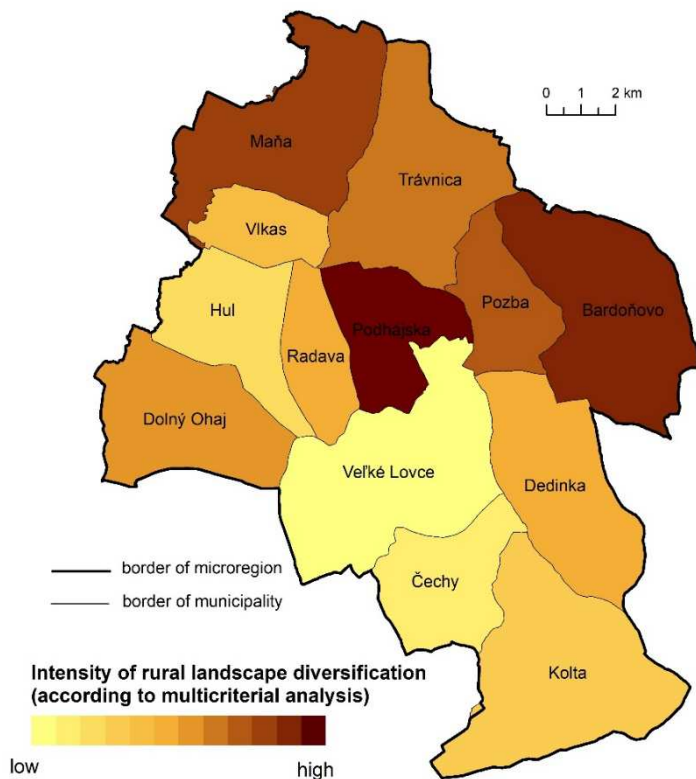 0 1 2 km
Maňa
Trávnica
Vlkas
Hul
Radava
Podhájska
Pozba
Bardoňovo
Dolný Ohaj
Veľké Lovce
Dedinka
Čechy
Kolta
border of microregion
border of municipality
Intensity of rural landscape diversification
(according to multicriterial analysis)
low high